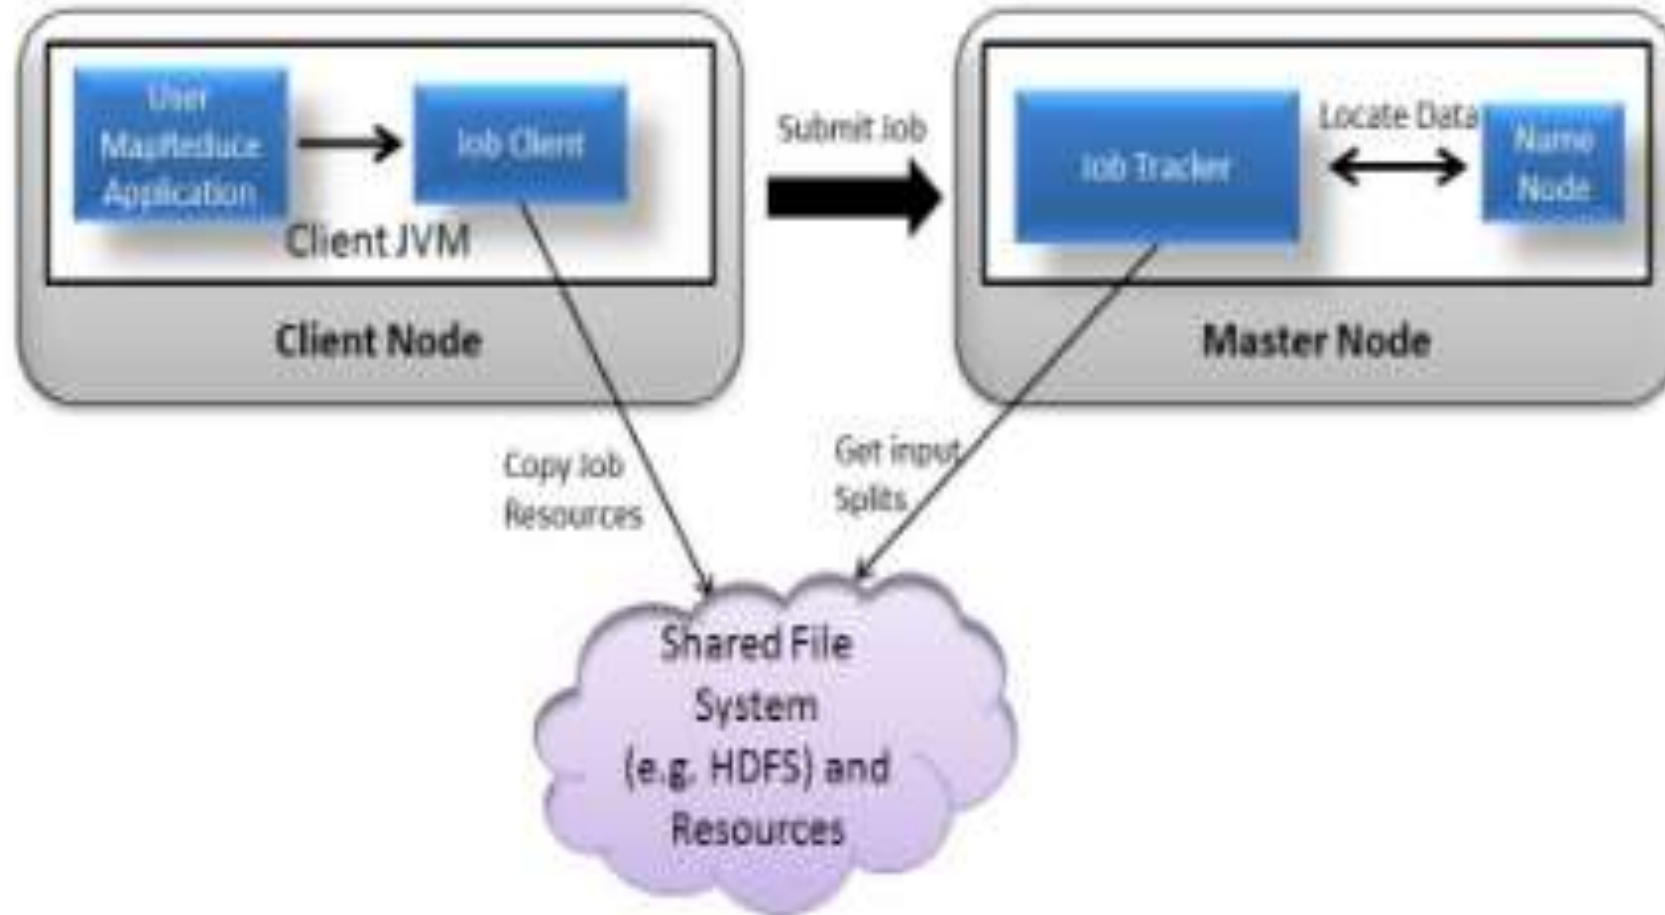 User
MapReduce
Application
Job Client
Client JVM
Client Node
Submit Job
Job Tracker
Locate Data
Name
Node
Master Node
Copy Job
Resources
Get input
Splits
Shared File
System
(e.g. HDFS) and
Resources